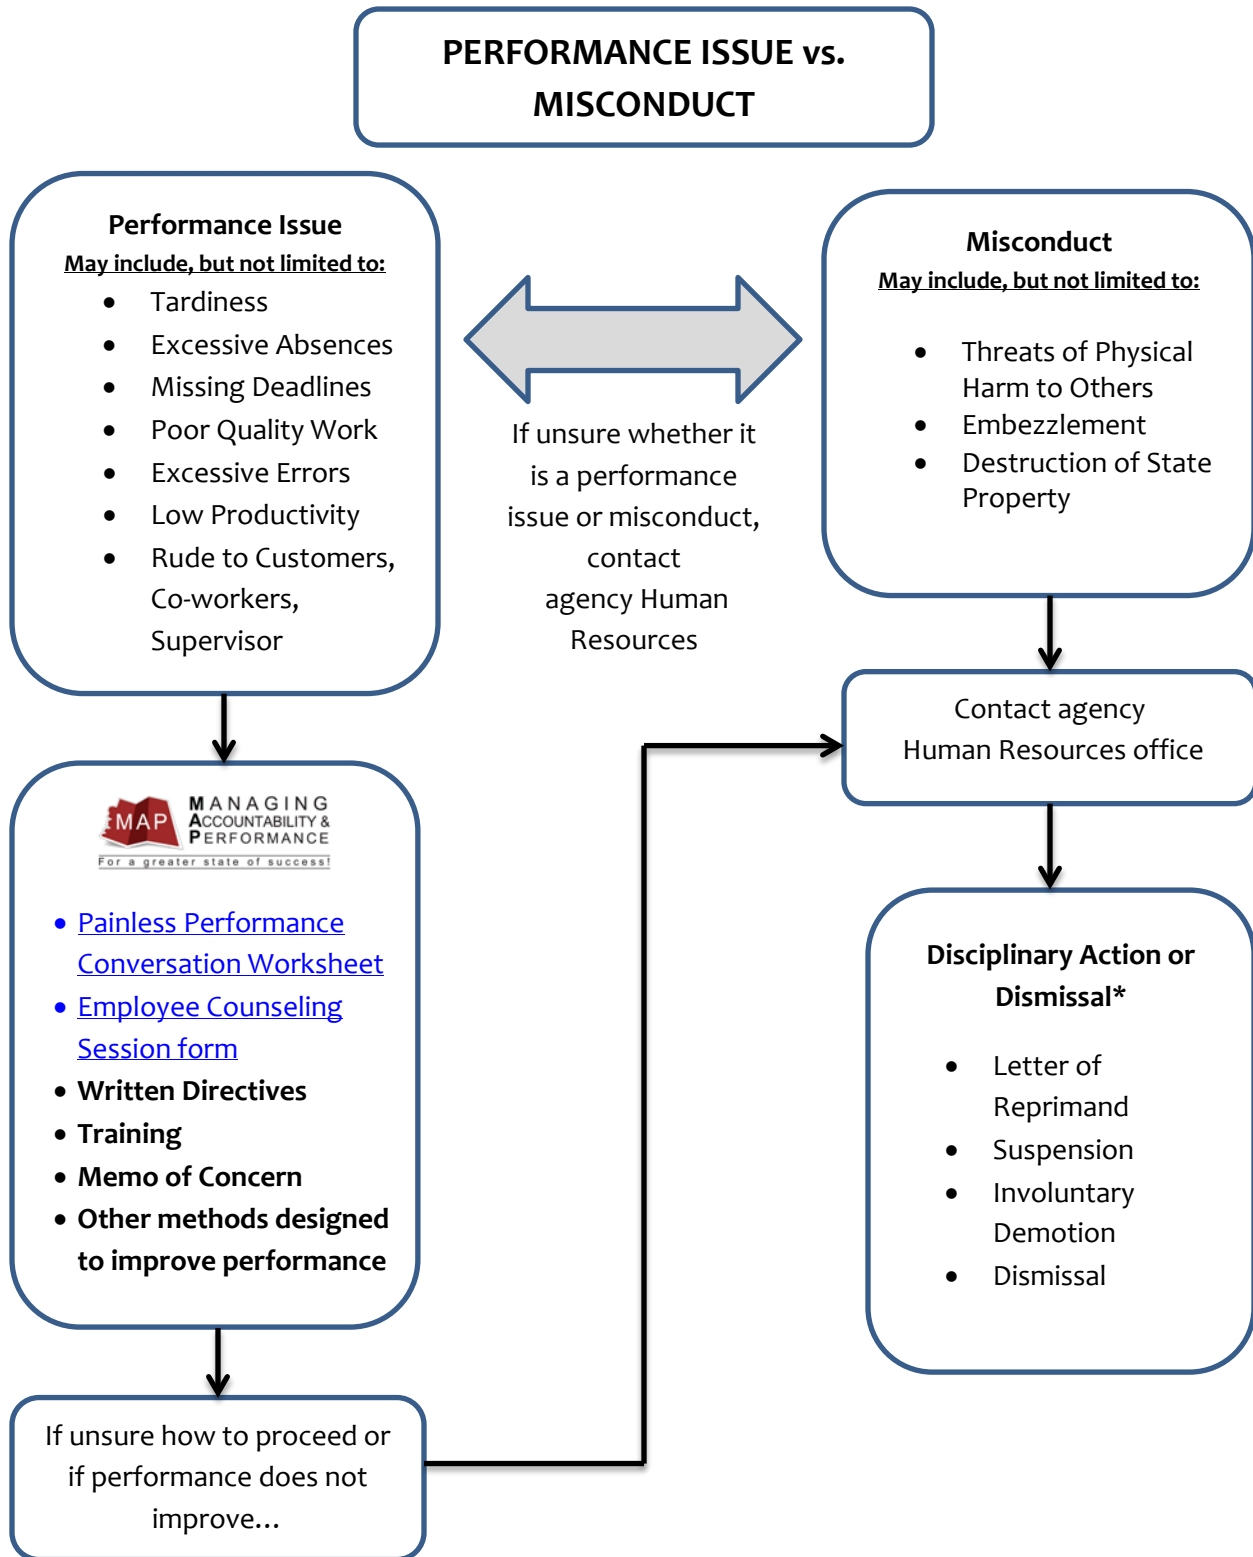 PERFORMANCE ISSUE vs.
MISCONDUCT
Performance Issue
May include, but not limited to:
• Tardiness
• Excessive Absences
• Missing Deadlines
• Poor Quality Work
• Excessive Errors
• Low Productivity
• Rude to Customers,
Co-workers,
Supervisor
If unsure whether it
is a performance
issue or misconduct,
contact
agency Human
Resources
Misconduct
May include, but not limited to:
• Threats of Physical
Harm to Others
• Embezzlement
• Destruction of State
Property
MAP
MANAGING
ACCOUNTABILITY &
PERFORMANCE
For a greater state of success!
• Painless Performance
Conversation Worksheet
• Employee Counseling
Session form
• Written Directives
• Training
• Memo of Concern
• Other methods designed
to improve performance
If unsure how to proceed or
if performance does not
improve…
Contact agency
Human Resources office
Disciplinary Action or
Dismissal*
• Letter of
Reprimand
• Suspension
• Involuntary
Demotion
• Dismissal